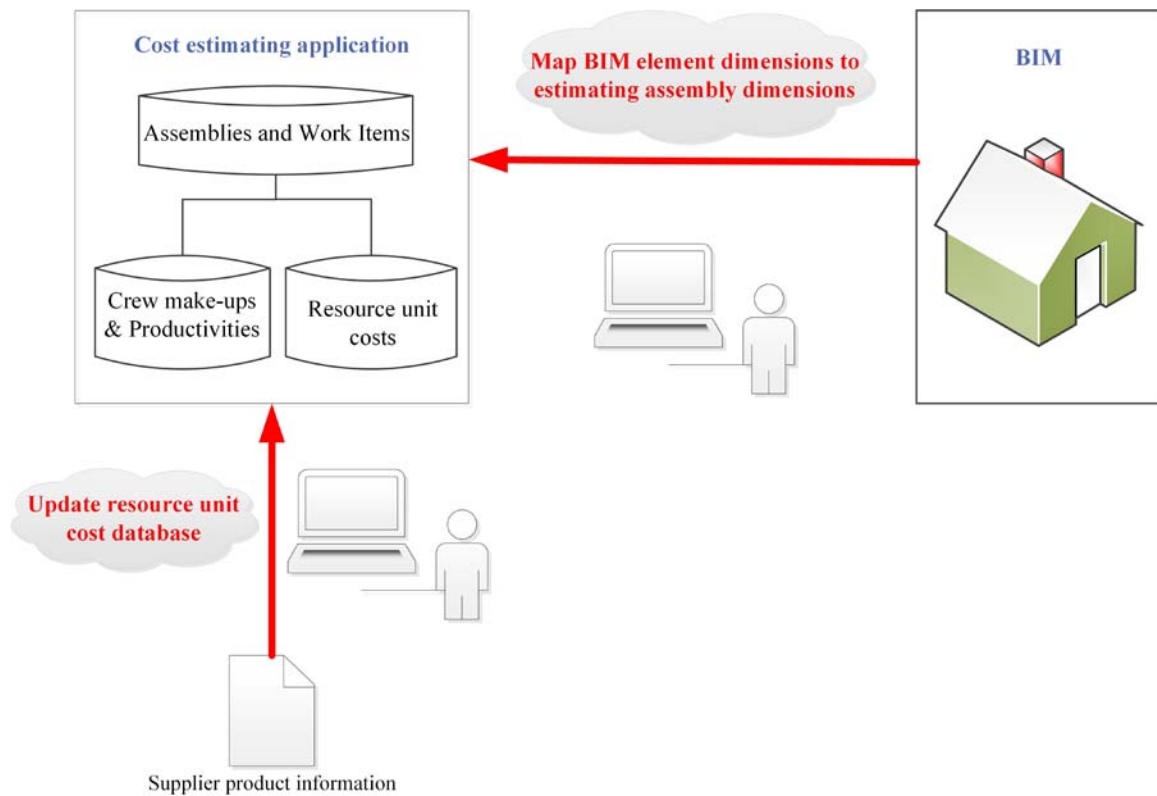 Cost estimating application
Assemblies and Work Items
Crew make-ups
& Productivities
Resource unit
costs
Map BIM element dimensions to
estimating assembly dimensions
BIM
Update resource unit
cost database
Supplier product information